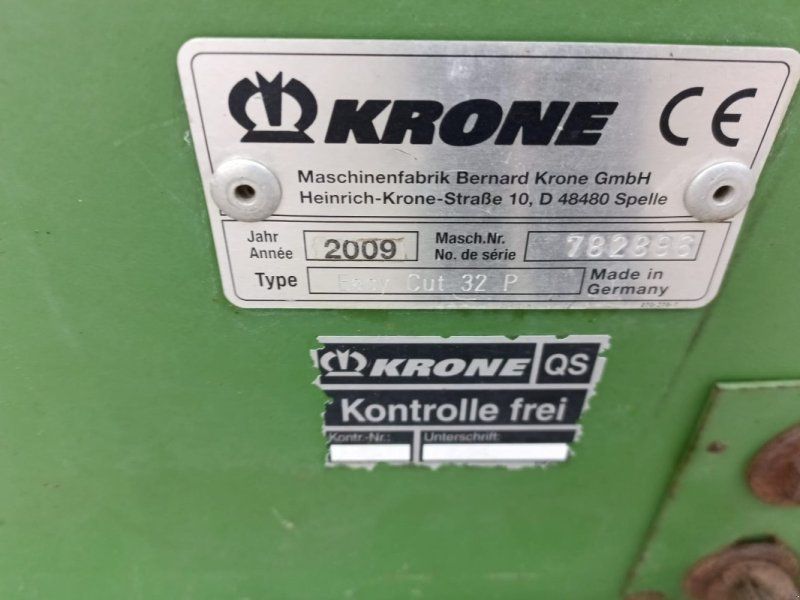 KRONE CE
Maschinenfabrik Bernard Krone GmbH
Heinrich-Krone-Straße 10, D 48480 Spelle
Jahr
Année
2009
Masch.Nr.
No. de série
782896
Type
Easy Cut 32 P
Made in
Germany
KRONE QS
Kontrolle frei
Kontr.-Nr.: Unterschrift: